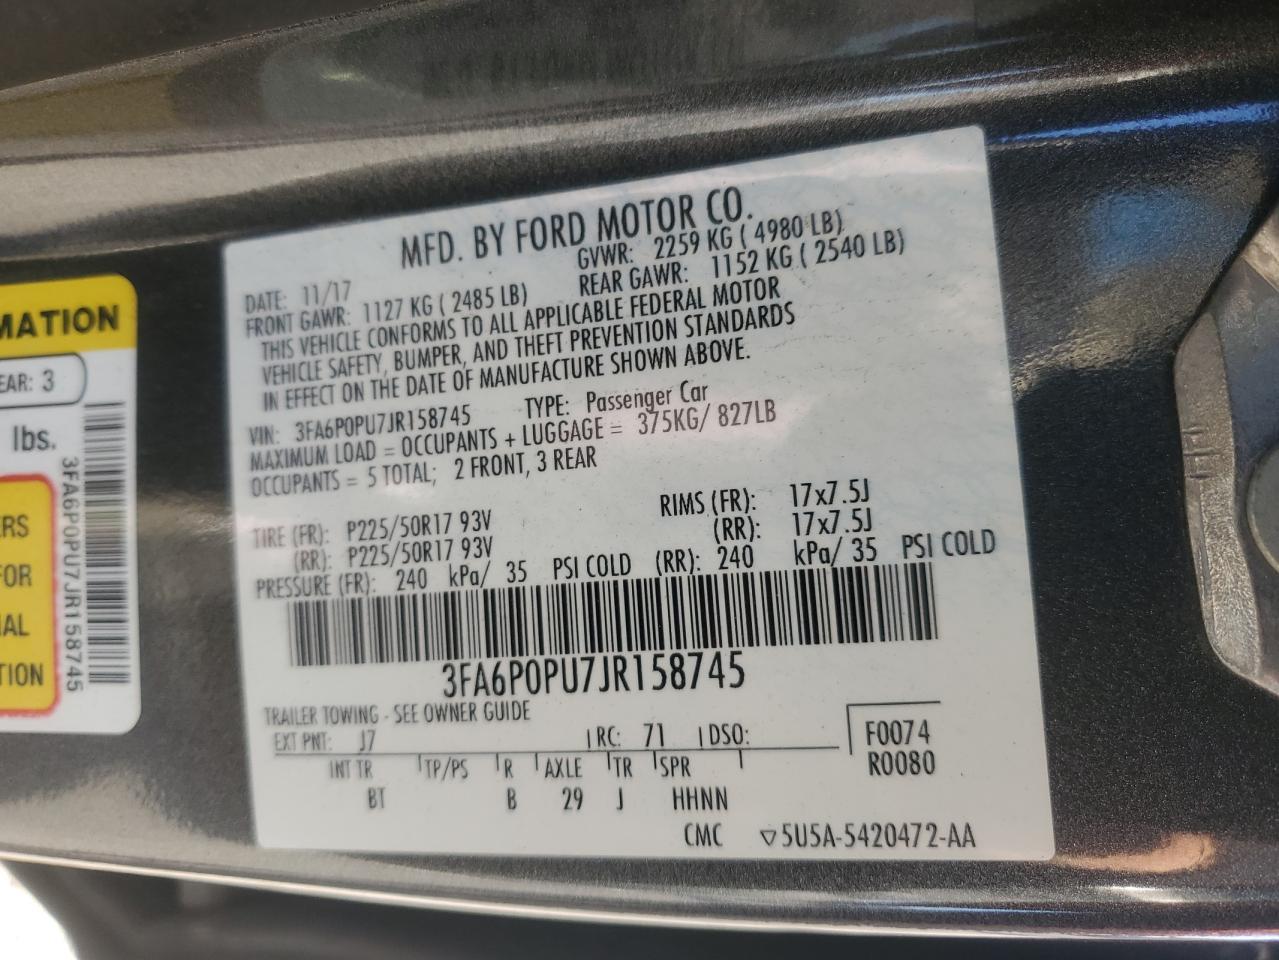 MFD. BY FORD MOTOR CO.
DATE: 11/17 GVWR: 2259 KG ( 4980 LB)
FRONT GAWR: 1127 KG ( 2485 LB) REAR GAWR: 1152 KG ( 2540 LB)
THIS VEHICLE CONFORMS TO ALL APPLICABLE FEDERAL MOTOR
VEHICLE SAFETY, BUMPER, AND THEFT PREVENTION STANDARDS
IN EFFECT ON THE DATE OF MANUFACTURE SHOWN ABOVE.
VIN: 3FA6P0PU7JR158745 TYPE: Passenger Car
MAXIMUM LOAD = OCCUPANTS + LUGGAGE = 375KG/ 827LB
OCCUPANTS = 5 TOTAL; 2 FRONT, 3 REAR
TIRE (FR): P225/50R17 93V RIMS (FR): 17x7.5J
(RR): P225/50R17 93V (RR): 17x7.5J
PRESSURE (FR): 240 kPa/ 35 PSI COLD (RR): 240 kPa/ 35 PSI COLD
3FA6P0PU7JR158745
TRAILER TOWING - SEE OWNER GUIDE
EXT PNT: J7 RC: 71 DSO: F0074
INT TR TP/PS R AXLE TR SPR R0080
BT B 29 J HHNN
CMC ▽5U5A-5420472-AA
MATION
EAR: 3
lbs.
3FA6P0PU7JR158745
ERS
FOR
IAL
TION